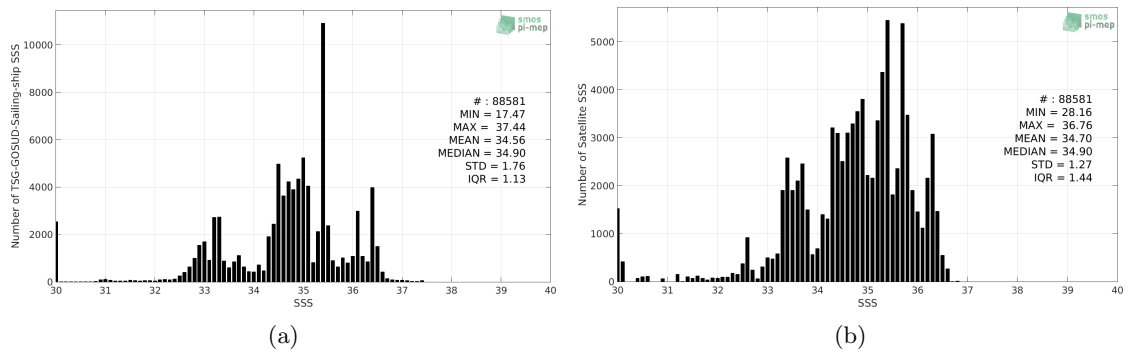 smos
pi-mep
Number of TSG-GOSUD-Sailing-ship SSS
10000
8000
6000
4000
2000
0
# : 88581
MIN = 17.47
MAX = 37.44
MEAN = 34.56
MEDIAN = 34.90
STD = 1.76
IQR = 1.13
30 31 32 33 34 35 36 37 38 39 40
SSS
(a)
smos
pi-mep
Number of Satellite SSS
5000
4000
3000
2000
1000
0
# : 88581
MIN = 28.16
MAX = 36.76
MEAN = 34.70
MEDIAN = 34.90
STD = 1.27
IQR = 1.44
30 31 32 33 34 35 36 37 38 39 40
SSS
(b)